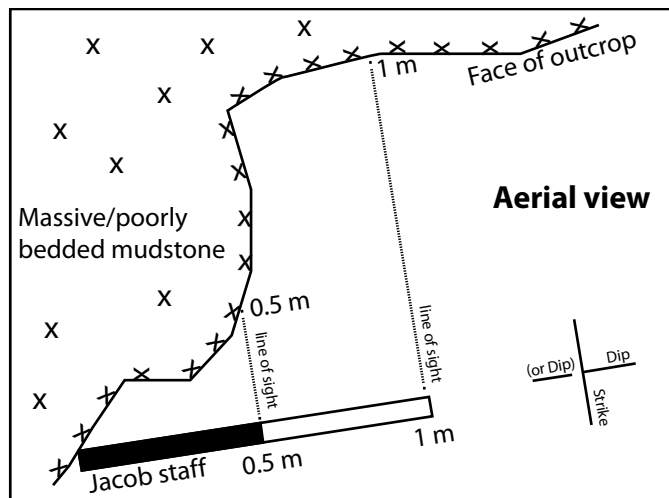 1 m
Face of outcrop
Aerial view
Massive/poorly
bedded mudstone
0.5 m
line of sight
line of sight
(or Dip)
Dip
Strike
Jacob staff
0.5 m
1 m